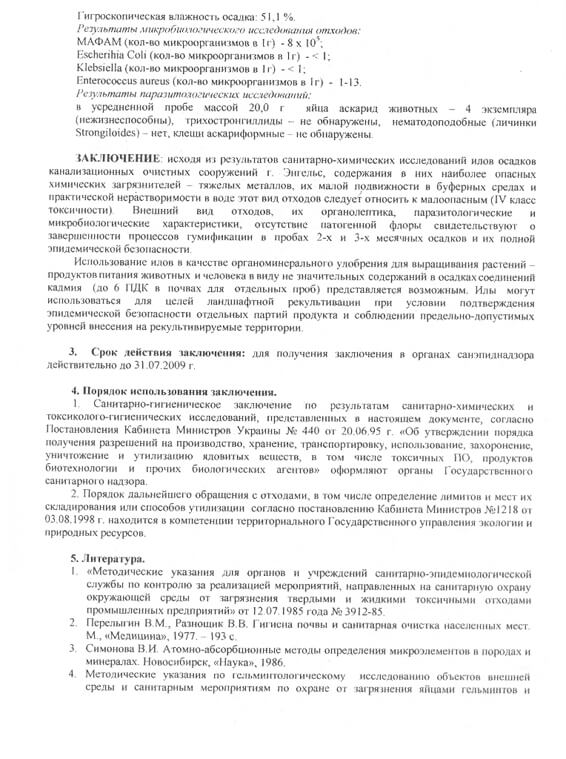 Гигроскопическая влажность осадка: 51,1 %.
Результаты микробиологического исследования отходов:
МАФАМ (кол-во микроорганизмов в 1г) - 8 х 10⁵;
Escherihia Coli (кол-во микроорганизмов в 1г) - < 1;
Klebsiella (кол-во микроорганизмов в 1г) - < 1;
Enterococcus aureus (кол-во микроорганизмов в 1г) - 1-13.
Результаты паразитологических исследований:
в усредненной пробе массой 20,0 г яйца аскарид животных – 4 экземпляра
(нежизнеспособны), трихостронгиллиды – не обнаружены, нематодоподобные (личинки
Strongiloides) – нет, клещи аскариформные – не обнаружены.
ЗАКЛЮЧЕНИЕ: исходя из результатов санитарно-химических исследований илов осадков
канализационных очистных сооружений г. Энгельс, содержания в них наиболее опасных
химических загрязнителей – тяжелых металлов, их малой подвижности в буферных средах и
практической нерастворимости в воде этот вид отходов следует относить к малоопасным (IV класс
токсичности). Внешний вид отходов, их органолептика, паразитологические и
микробиологические характеристики, отсутствие патогенной флоры свидетельствуют о
завершенности процессов гумификации в пробах 2-х и 3-х месячных осадков и их полной
эпидемической безопасности.
Использование илов в качестве органоминерального удобрения для выращивания растений –
продуктов питания животных и человека в виду не значительных содержаний в осадках соединений
кадмия (до 6 ПДК в почвах для отдельных проб) представляется возможным. Илы могут
использоваться для целей ландшафтной рекультивации при условии подтверждения
эпидемической безопасности отдельных партий продукта и соблюдении предельно-допустимых
уровней внесения на рекультивируемые территории.
3. Срок действия заключения: для получения заключения в органах санэпиднадзора
действительно до 31.07.2009 г.
4. Порядок использования заключения.
1. Санитарно-гигиеническое заключение по результатам санитарно-химических и
токсиколого-гигиенических исследований, представленных в настоящем документе, согласно
Постановления Кабинета Министров Украины № 440 от 20.06.95 г. «Об утверждении порядка
получения разрешений на производство, хранение, транспортировку, использование, захоронение,
уничтожение и утилизацию ядовитых веществ, в том числе токсичных ПО, продуктов
биотехнологии и прочих биологических агентов» оформляют органы Государственного
санитарного надзора.
2. Порядок дальнейшего обращения с отходами, в том числе определение лимитов и мест их
складирования или способов утилизации согласно постановлению Кабинета Министров №1218 от
03.08.1998 г. находится в компетенции территориального Государственного управления экологии и
природных ресурсов.
5. Литература.
1. «Методические указания для органов и учреждений санитарно-эпидемиологической
службы по контролю за реализацией мероприятий, направленных на санитарную охрану
окружающей среды от загрязнения твердыми и жидкими токсичными отходами
промышленных предприятий» от 12.07.1985 года № 3912-85.
2. Перелыгин В.М., Разнощик В.В. Гигиена почвы и санитарная очистка населенных мест.
М., «Медицина», 1977. – 193 с.
3. Симонова В.И. Атомно-абсорбционные методы определения микроэлементов в породах и
минералах. Новосибирск, «Наука», 1986.
4. Методические указания по гельминтологическому исследованию объектов внешней
среды и санитарным мероприятиям по охране от загрязнения яйцами гельминтов и